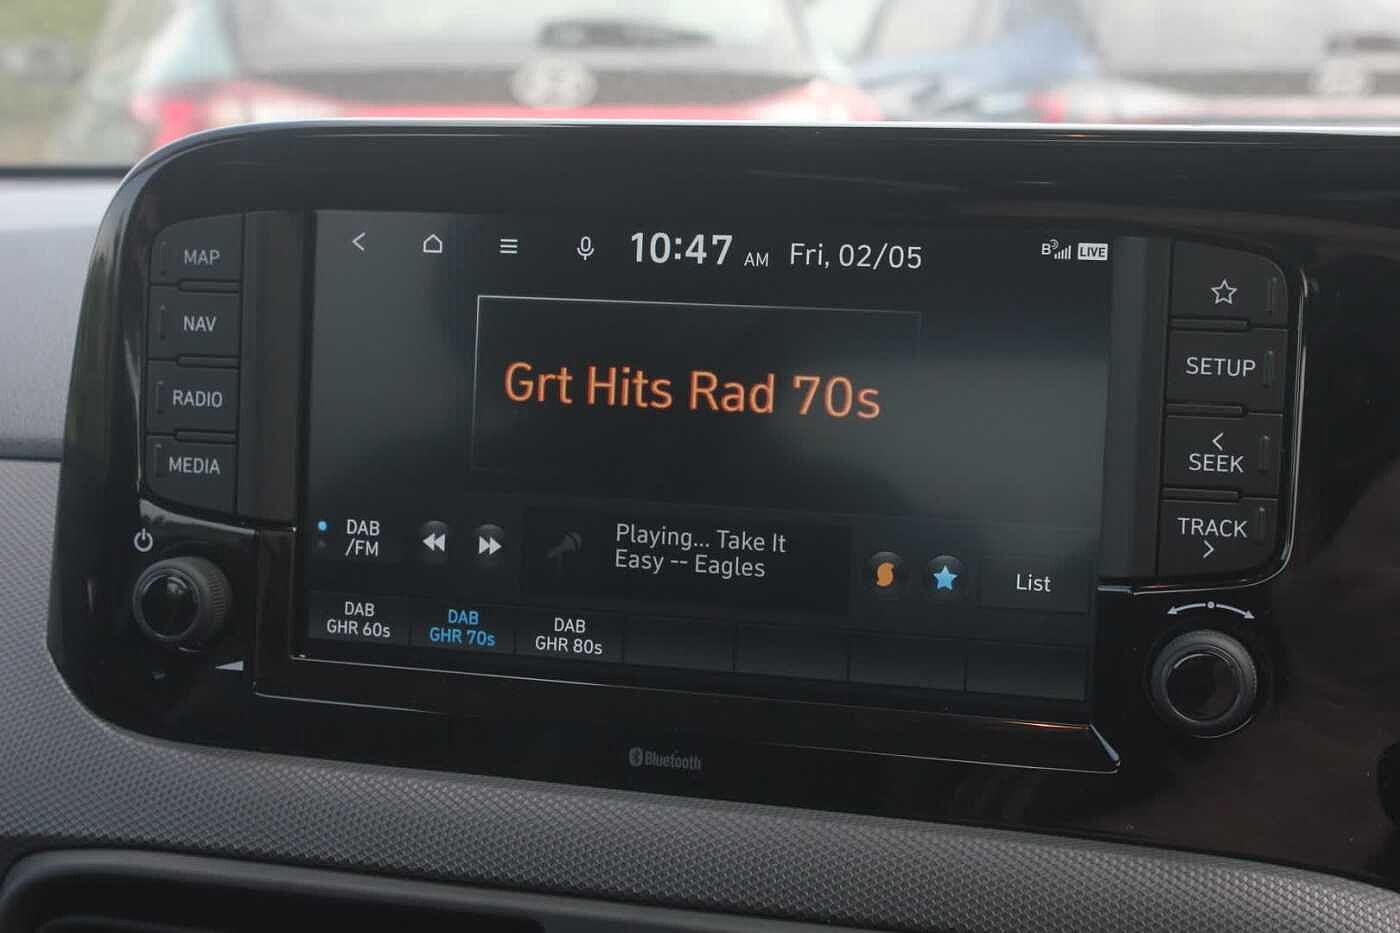 10:47 AM Fri, 02/05
B LIVE
MAP
NAV
RADIO
MEDIA
Grt Hits Rad 70s
SETUP
SEEK
TRACK
DAB
/FM
Playing... Take It
Easy -- Eagles
List
DAB
GHR 60s
DAB
GHR 70s
DAB
GHR 80s
Bluetooth